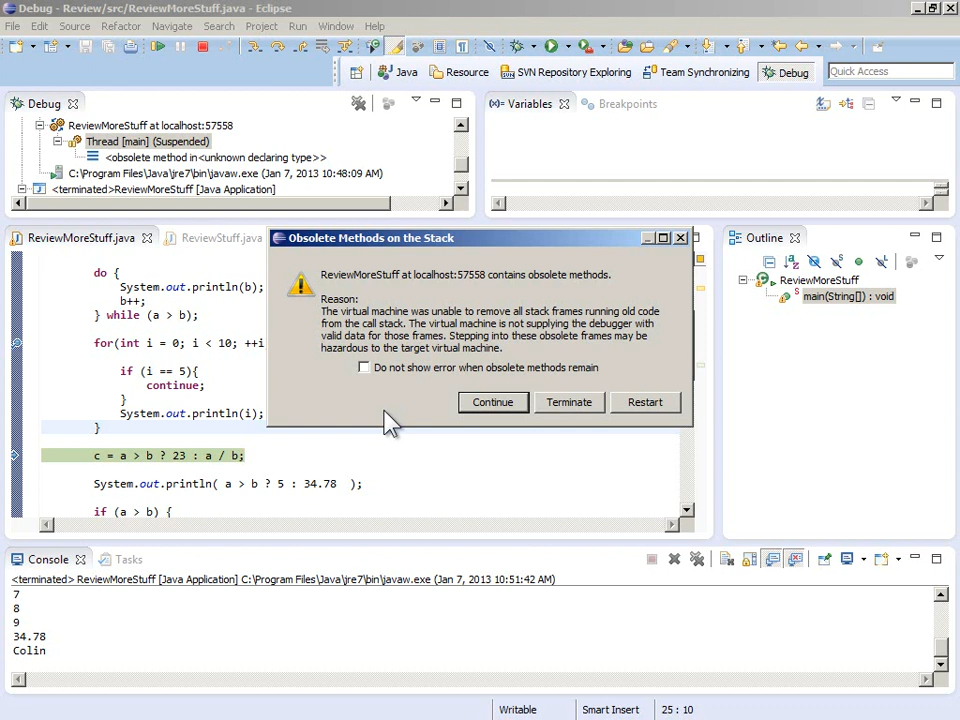 Debug - Review/src/ReviewMoreStuff.java - Eclipse
File Edit Source Refactor Navigate Search Project Run Window Help
Java Resource SVN Repository Exploring Team Synchronizing Debug Quick Access
Debug
ReviewMoreStuff at localhost:57558
Thread [main] (Suspended)
<obsolete method in<unknown declaring type>>
C:\Program Files\Java\jre7\bin\javaw.exe (Jan 7, 2013 10:48:09 AM)
<terminated>ReviewMoreStuff [Java Application]
(x)= Variables Breakpoints
ReviewMoreStuff.java ReviewStuff.java
do {
System.out.println(b);
b++;
} while (a > b);
for(int i = 0; i < 10; ++i
if (i == 5){
continue;
}
System.out.println(i);
}
c = a > b ? 23 : a / b;
System.out.println( a > b ? 5 : 34.78 );
if (a > b) {
Obsolete Methods on the Stack
ReviewMoreStuff at localhost:57558 contains obsolete methods.
Reason:
The virtual machine was unable to remove all stack frames running old code
from the call stack. The virtual machine is not supplying the debugger with
valid data for those frames. Stepping into these obsolete frames may be
hazardous to the target virtual machine.
Do not show error when obsolete methods remain
Continue Terminate Restart
Outline
ReviewMoreStuff
main(String[]) : void
Console Tasks
<terminated> ReviewMoreStuff [Java Application] C:\Program Files\Java\jre7\bin\javaw.exe (Jan 7, 2013 10:51:42 AM)
7
8
9
34.78
Colin
Writable Smart Insert 25 : 10